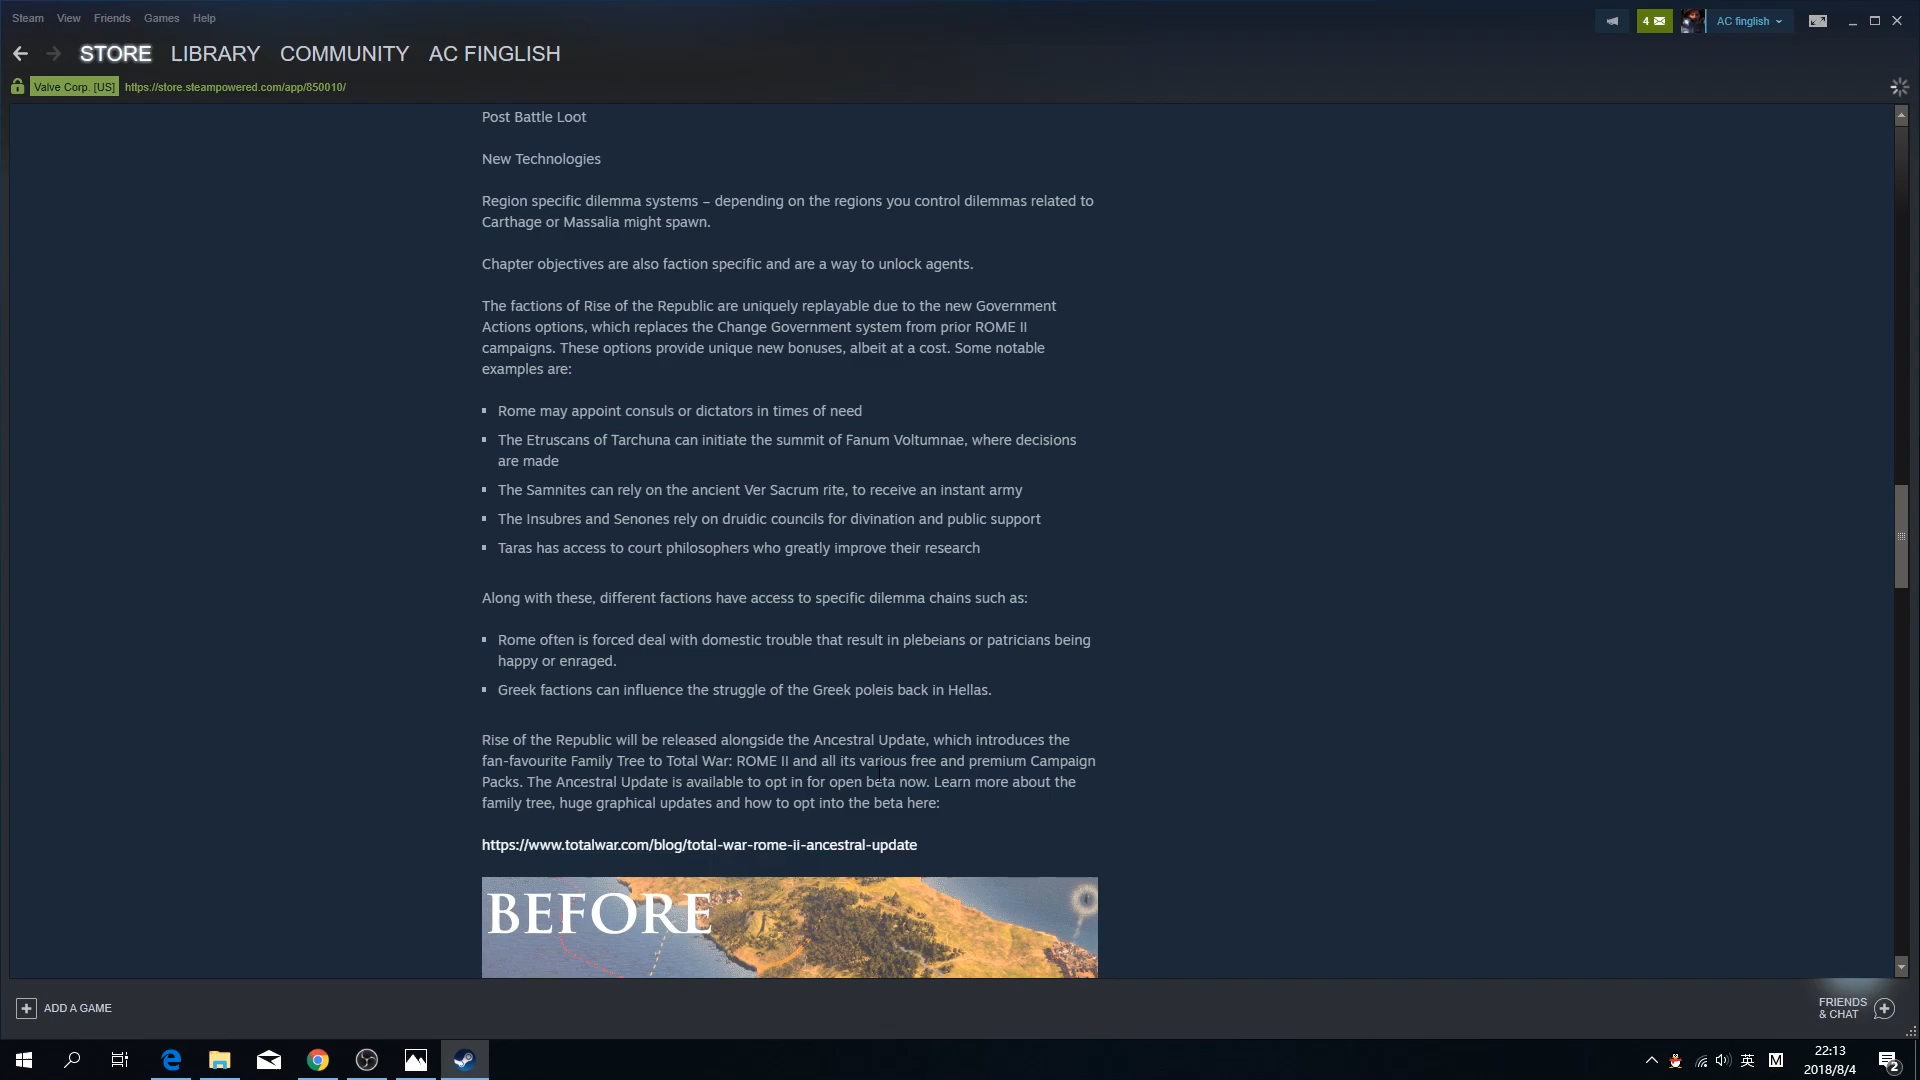 Steam View Friends Games Help
4 AC finglish
STORE LIBRARY COMMUNITY AC FINGLISH
Valve Corp. [US] https://store.steampowered.com/app/850010/
Post Battle Loot
New Technologies
Region specific dilemma systems – depending on the regions you control dilemmas related to
Carthage or Massalia might spawn.
Chapter objectives are also faction specific and are a way to unlock agents.
The factions of Rise of the Republic are uniquely replayable due to the new Government
Actions options, which replaces the Change Government system from prior ROME II
campaigns. These options provide unique new bonuses, albeit at a cost. Some notable
examples are:
Rome may appoint consuls or dictators in times of need
The Etruscans of Tarchuna can initiate the summit of Fanum Voltumnae, where decisions
are made
The Samnites can rely on the ancient Ver Sacrum rite, to receive an instant army
The Insubres and Senones rely on druidic councils for divination and public support
Taras has access to court philosophers who greatly improve their research
Along with these, different factions have access to specific dilemma chains such as:
Rome often is forced deal with domestic trouble that result in plebeians or patricians being
happy or enraged.
Greek factions can influence the struggle of the Greek poleis back in Hellas.
Rise of the Republic will be released alongside the Ancestral Update, which introduces the
fan-favourite Family Tree to Total War: ROME II and all its various free and premium Campaign
Packs. The Ancestral Update is available to opt in for open beta now. Learn more about the
family tree, huge graphical updates and how to opt into the beta here:
https://www.totalwar.com/blog/total-war-rome-ii-ancestral-update
BEFORE
ADD A GAME
FRIENDS
& CHAT
英 M
22:13
2018/8/4
2